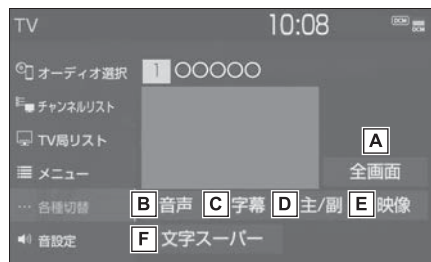 TV 10:08 DCM
オーディオ選択 1 ○○○○○
チャンネルリスト
TV局リスト
A
メニュー 全画面
… 各種切替 B 音声 C 字幕 D 主/副 E 映像
音設定 F 文字スーパー